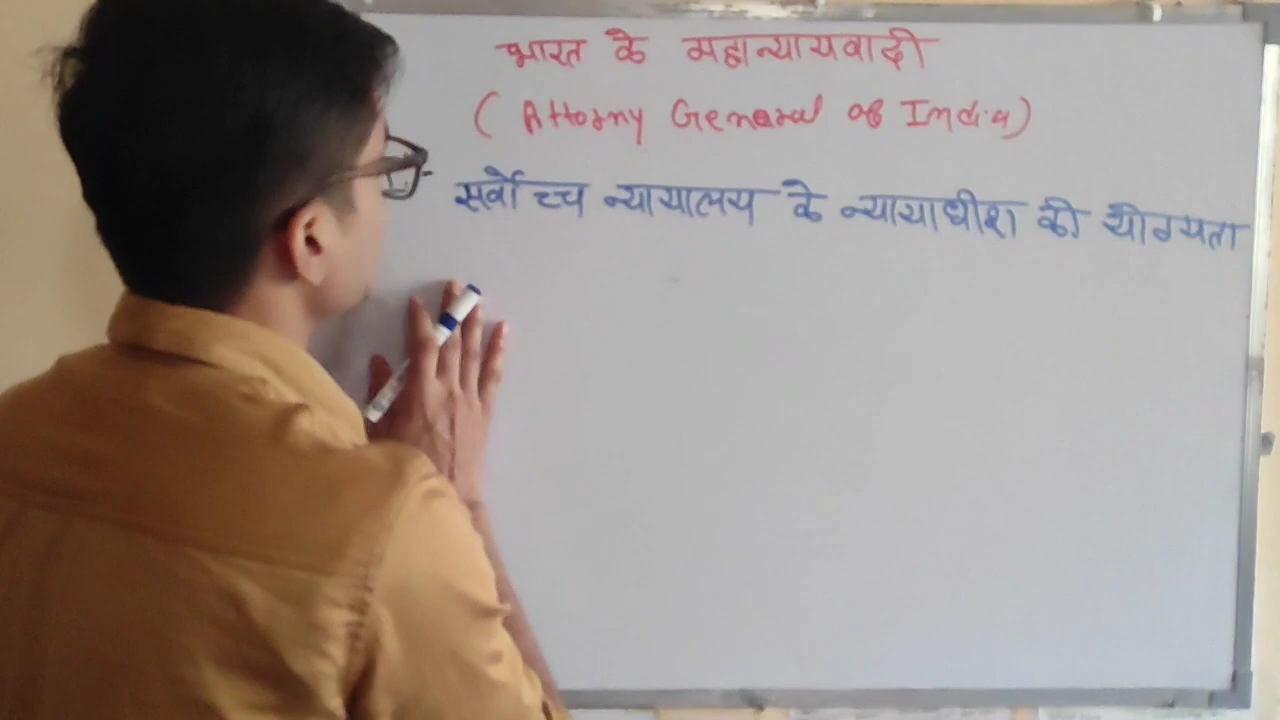 भारत के महान्यायवादी
( Attorny General of India)
सर्वोच्च न्यायालय के न्यायाधीश की योग्यता